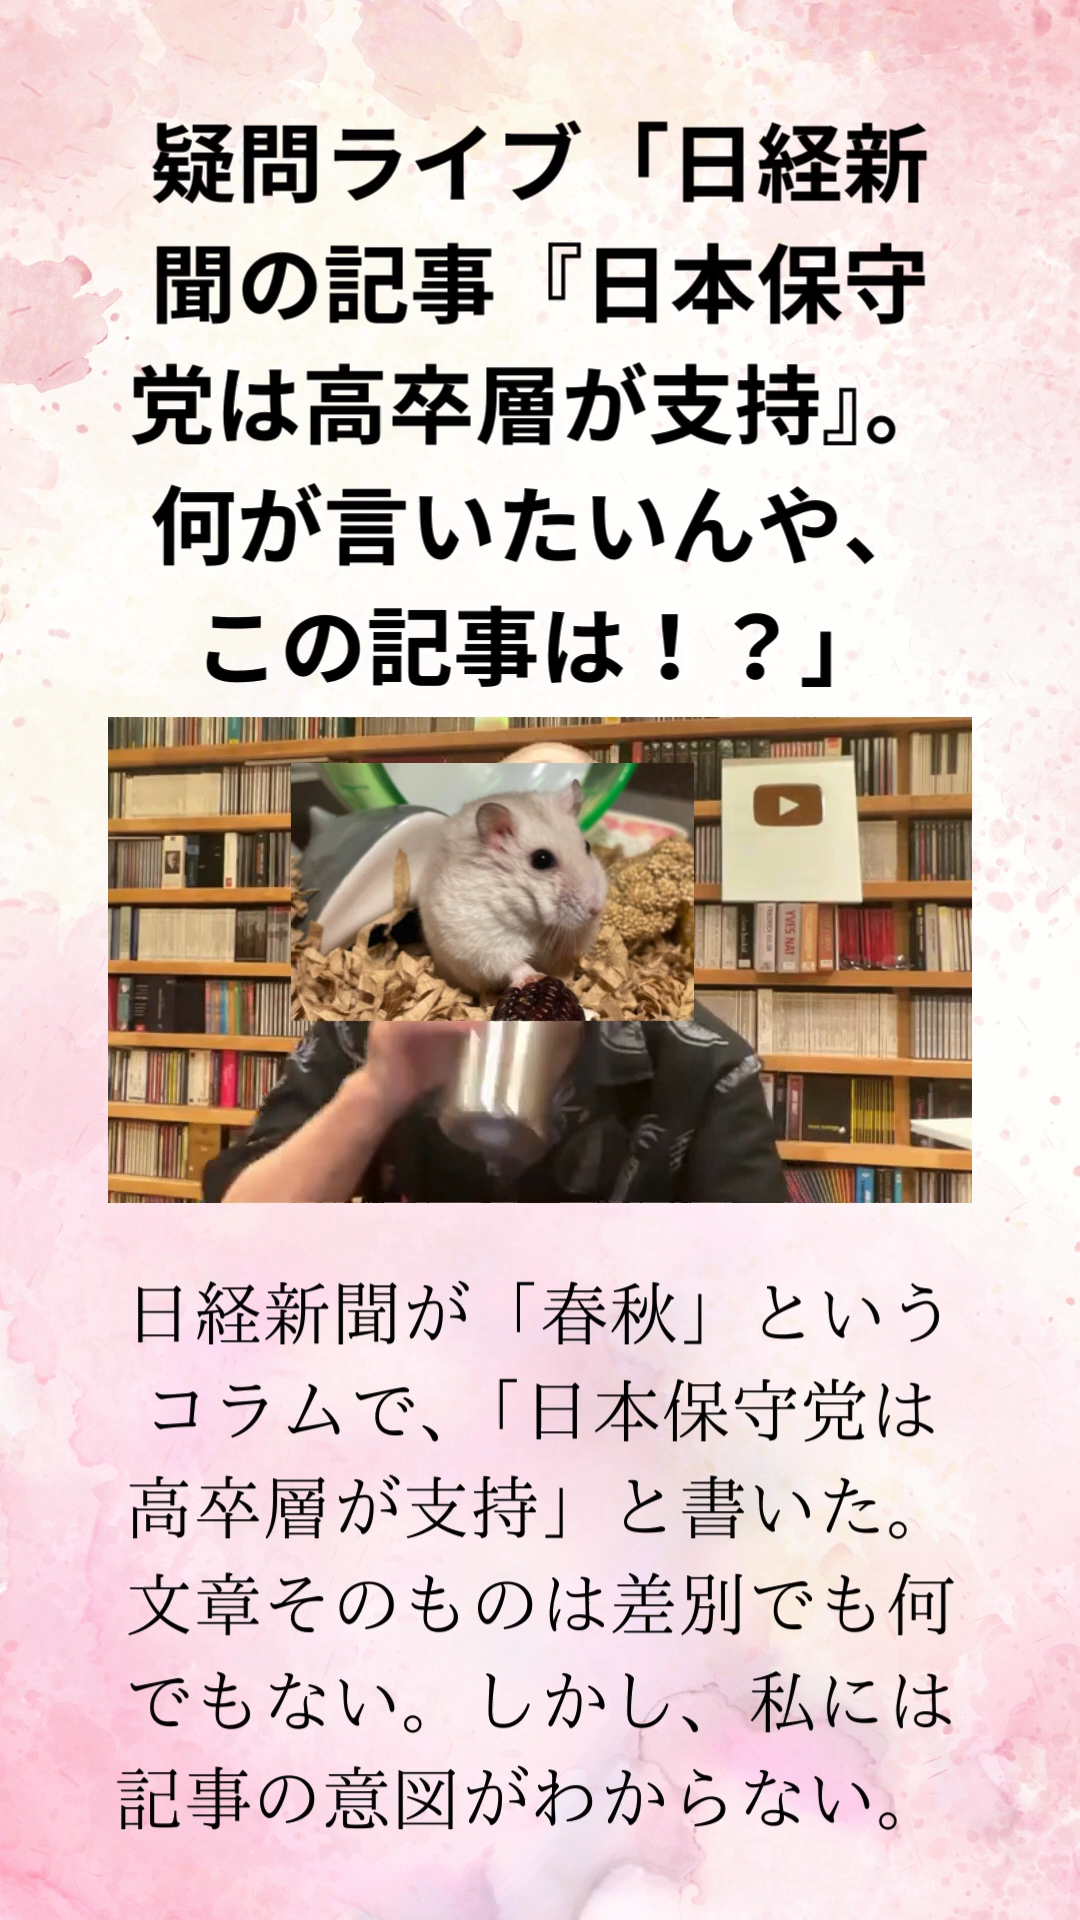 疑問ライブ「日経新
聞の記事『日本保守
党は高卒層が支持』。
何が言いたいんや、
この記事は！？」
YVES NAT
日経新聞が「春秋」という
コラムで、「日本保守党は
高卒層が支持」と書いた。
文章そのものは差別でも何
でもない。しかし、私には
記事の意図がわからない。